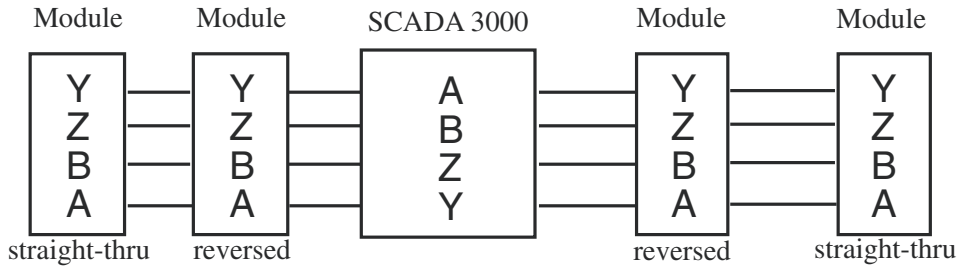 Module Module SCADA 3000 Module Module
Y Y A Y Y
Z Z B Z Z
B B Z B B
A A Y A A
straight-thru reversed reversed straight-thru